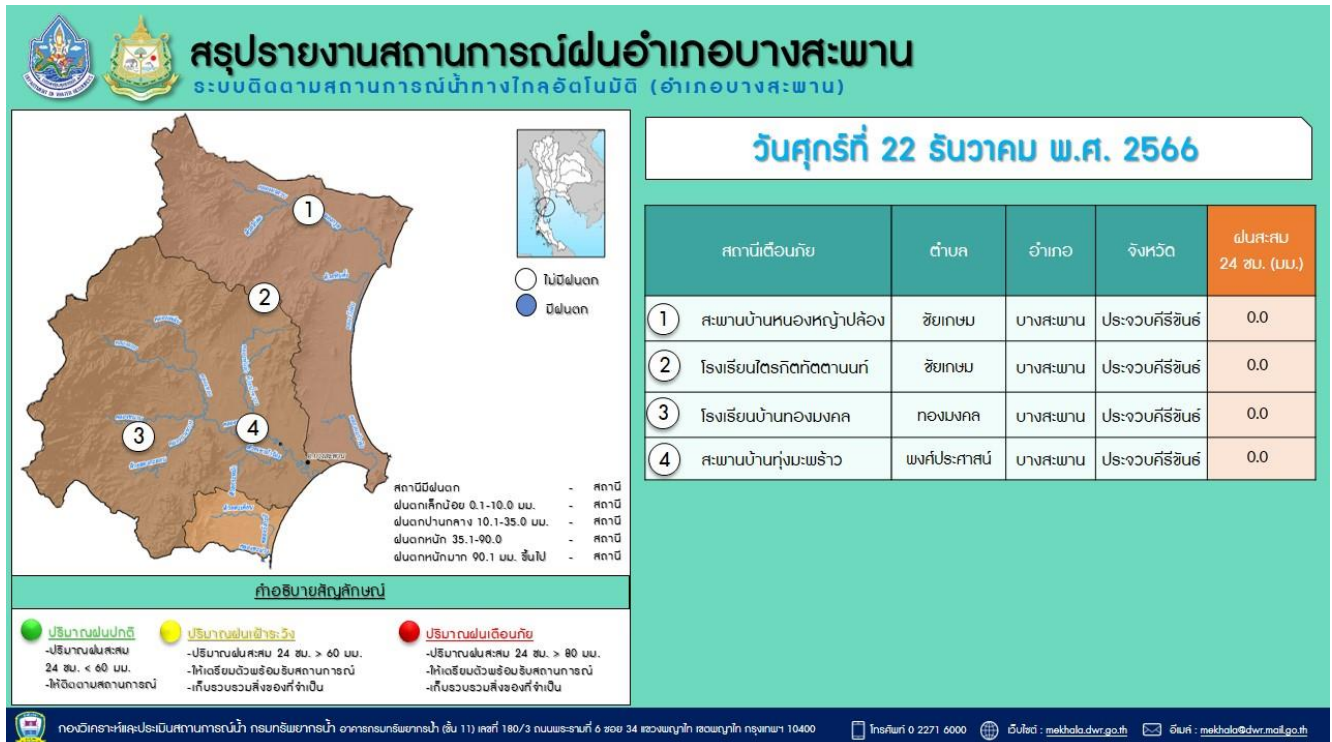 สรุปรายงานสถานการณ์ฝนอำเภอบางสะพาน
ระบบติดตามสถานการณ์น้ำทางไกลอัตโนมัติ (อำเภอบางสะพาน)
วันศุกร์ที่ 22 ธันวาคม พ.ศ. 2566
1
2
3
4
ไม่มีฝนตก
มีฝนตก
สถานีมีฝนตก - สถานี
ฝนตกเล็กน้อย 0.1-10.0 มม. - สถานี
ฝนตกปานกลาง 10.1-35.0 มม. - สถานี
ฝนตกหนัก 35.1-90.0 - สถานี
ฝนตกหนักมาก 90.1 มม. ขึ้นไป - สถานี
สถานีเตือนภัย ตำบล อำเภอ จังหวัด ฝนสะสม 24 ชม. (มม.)
1 สะพานบ้านหนองหญ้าปล้อง ชัยเกษม บางสะพาน ประจวบคีรีขันธ์ 0.0
2 โรงเรียนไตรกิตทัตตานนท์ ชัยเกษม บางสะพาน ประจวบคีรีขันธ์ 0.0
3 โรงเรียนบ้านทองมงคล ทองมงคล บางสะพาน ประจวบคีรีขันธ์ 0.0
4 สะพานบ้านทุ่งมะพร้าว พงศ์ประศาสน์ บางสะพาน ประจวบคีรีขันธ์ 0.0
คำอธิบายสัญลักษณ์
ปริมาณฝนปกติ
-ปริมาณฝนสะสม
24 ชม. < 60 มม.
-ให้ติดตามสถานการณ์
ปริมาณฝนเฝ้าระวัง
-ปริมาณฝนสะสม 24 ชม. > 60 มม.
-ให้เตรียมตัวพร้อมรับสถานการณ์
-เก็บรวบรวมสิ่งของที่จำเป็น
ปริมาณฝนเตือนภัย
-ปริมาณฝนสะสม 24 ชม. > 80 มม.
-ให้เตรียมตัวพร้อมรับสถานการณ์
-เก็บรวบรวมสิ่งของที่จำเป็น
กองวิเคราะห์และประเมินสถานการณ์น้ำ กรมทรัพยากรน้ำ อาคารกรมทรัพยากรน้ำ (ชั้น 11) เลขที่ 180/3 ถนนพระรามที่ 6 ซอย 34 แขวงพญาไท เขตพญาไท กรุงเทพฯ 10400 โทรศัพท์ 0 2271 6000 เว็บไซต์ : mekhala.dwr.go.th อีเมล์ : mekhala@dwr.mail.go.th